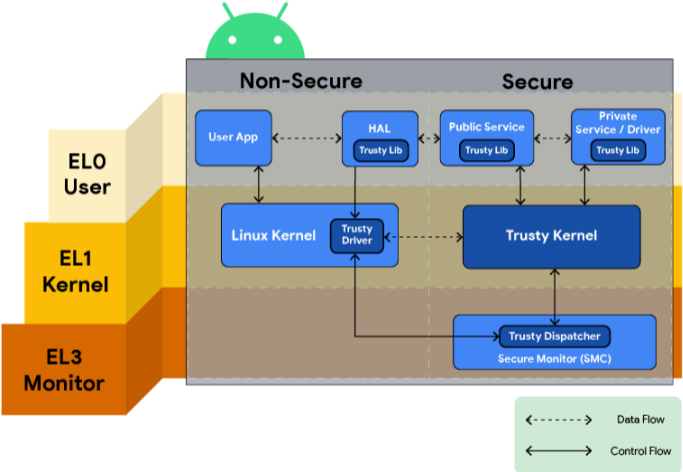 Non-Secure
Secure
EL0
User
User App
HAL
Trusty Lib
Public Service
Trusty Lib
Private
Service / Driver
Trusty Lib
EL1
Kernel
Linux Kernel
Trusty
Driver
Trusty Kernel
EL3
Monitor
Trusty Dispatcher
Secure Monitor (SMC)
Data Flow
Control Flow